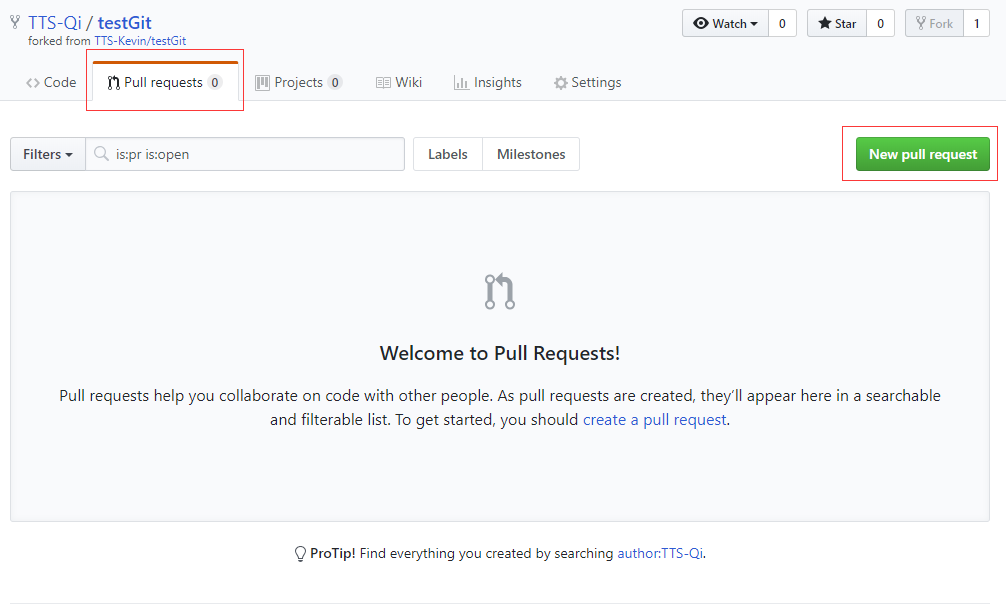 TTS-Qi / testGit
Watch 0 Star 0 Fork 1
forked from TTS-Kevin/testGit
Code Pull requests 0 Projects 0 Wiki Insights Settings
Filters is:pr is:open Labels Milestones New pull request
Welcome to Pull Requests!
Pull requests help you collaborate on code with other people. As pull requests are created, they’ll appear here in a searchable
and filterable list. To get started, you should create a pull request.
ProTip! Find everything you created by searching author:TTS-Qi.